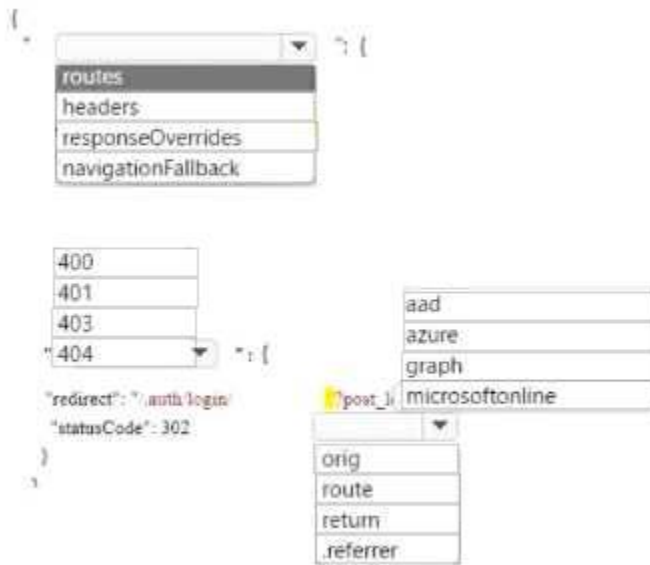 {
" ": {
routes
headers
responseOverrides
navigationFallback
400
401
403
" 404 ": {
aad
azure
graph
microsoftonline
"redirect": "/.auth/login/ ?post_l
"statusCode": 302
}
orig
route
return
.referrer